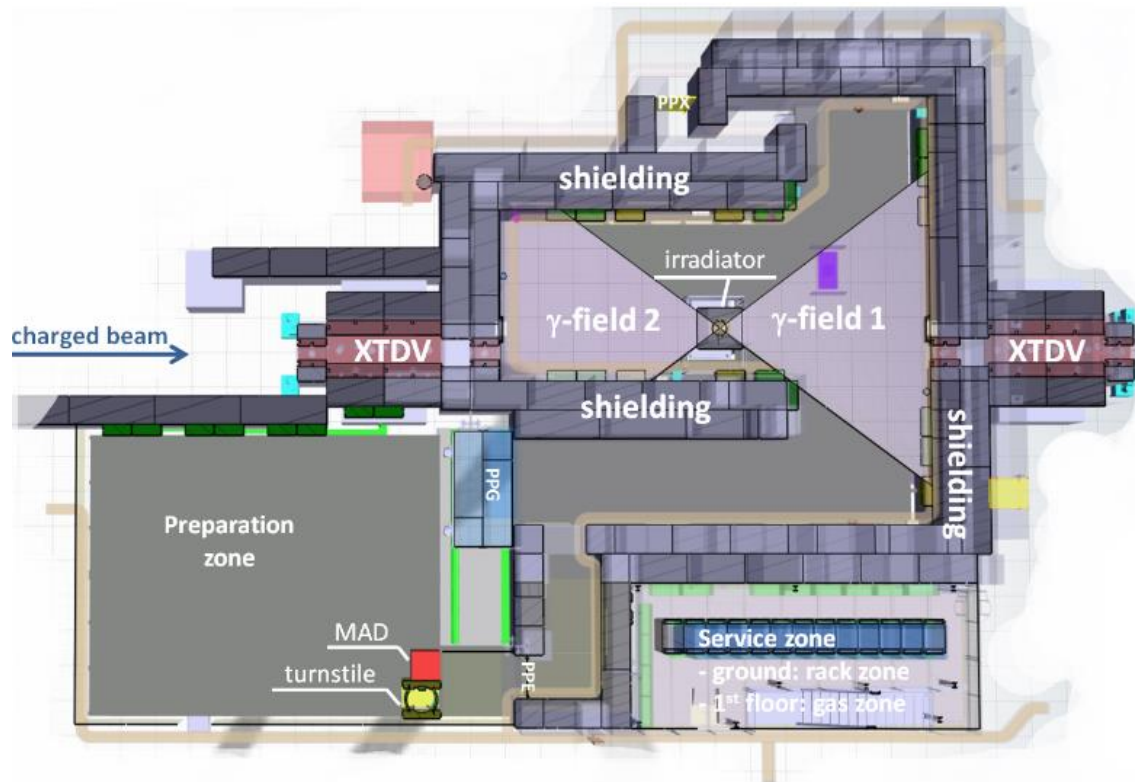 PPX
shielding
irradiator
γ-field 2
γ-field 1
charged beam
XTDV
XTDV
shielding
shielding
PPG
Preparation
zone
MAD
turnstile
PPE
Service zone
- ground: rack zone
- 1st floor: gas zone